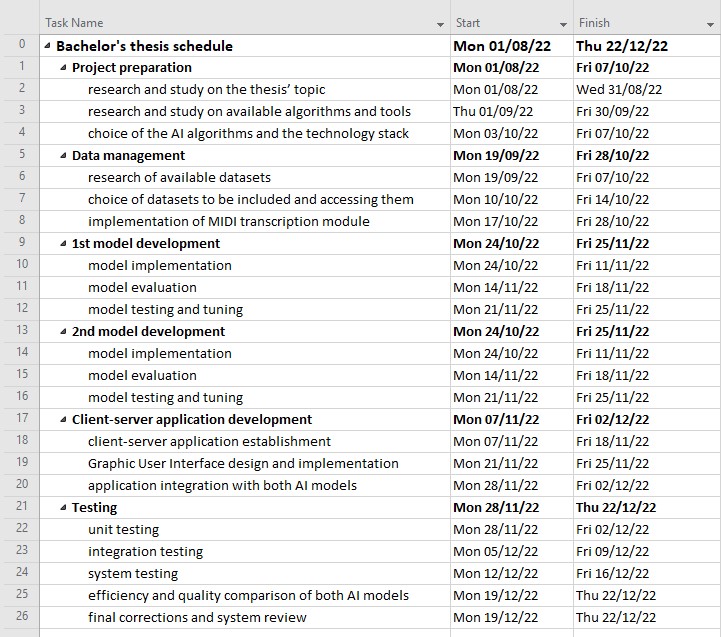 Task Name Start Finish
0 Bachelor's thesis schedule Mon 01/08/22 Thu 22/12/22
1 Project preparation Mon 01/08/22 Fri 07/10/22
2 research and study on the thesis’ topic Mon 01/08/22 Wed 31/08/22
3 research and study on available algorithms and tools Thu 01/09/22 Fri 30/09/22
4 choice of the AI algorithms and the technology stack Mon 03/10/22 Fri 07/10/22
5 Data management Mon 19/09/22 Fri 28/10/22
6 research of available datasets Mon 19/09/22 Fri 07/10/22
7 choice of datasets to be included and accessing them Mon 10/10/22 Fri 14/10/22
8 implementation of MIDI transcription module Mon 17/10/22 Fri 28/10/22
9 1st model development Mon 24/10/22 Fri 25/11/22
10 model implementation Mon 24/10/22 Fri 11/11/22
11 model evaluation Mon 14/11/22 Fri 18/11/22
12 model testing and tuning Mon 21/11/22 Fri 25/11/22
13 2nd model development Mon 24/10/22 Fri 25/11/22
14 model implementation Mon 24/10/22 Fri 11/11/22
15 model evaluation Mon 14/11/22 Fri 18/11/22
16 model testing and tuning Mon 21/11/22 Fri 25/11/22
17 Client-server application development Mon 07/11/22 Fri 02/12/22
18 client-server application establishment Mon 07/11/22 Fri 18/11/22
19 Graphic User Interface design and implementation Mon 21/11/22 Fri 25/11/22
20 application integration with both AI models Mon 28/11/22 Fri 02/12/22
21 Testing Mon 28/11/22 Thu 22/12/22
22 unit testing Mon 28/11/22 Fri 02/12/22
23 integration testing Mon 05/12/22 Fri 09/12/22
24 system testing Mon 12/12/22 Fri 16/12/22
25 efficiency and quality comparison of both AI models Mon 19/12/22 Thu 22/12/22
26 final corrections and system review Mon 19/12/22 Thu 22/12/22